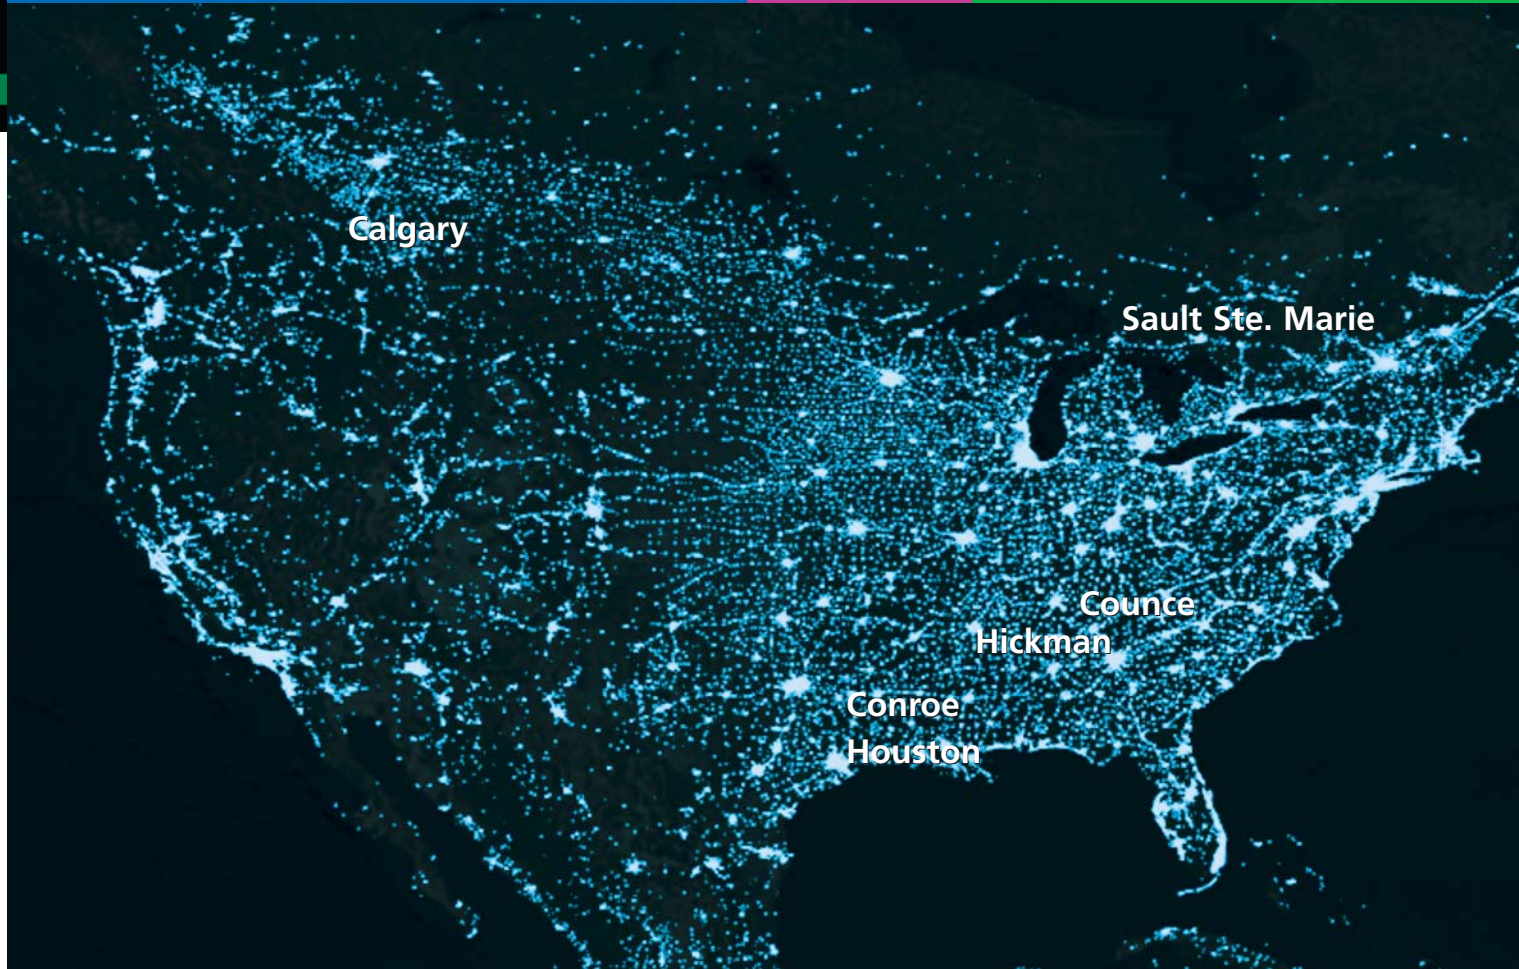 Calgary
Sault Ste. Marie
Counce
Hickman
Conroe
Houston